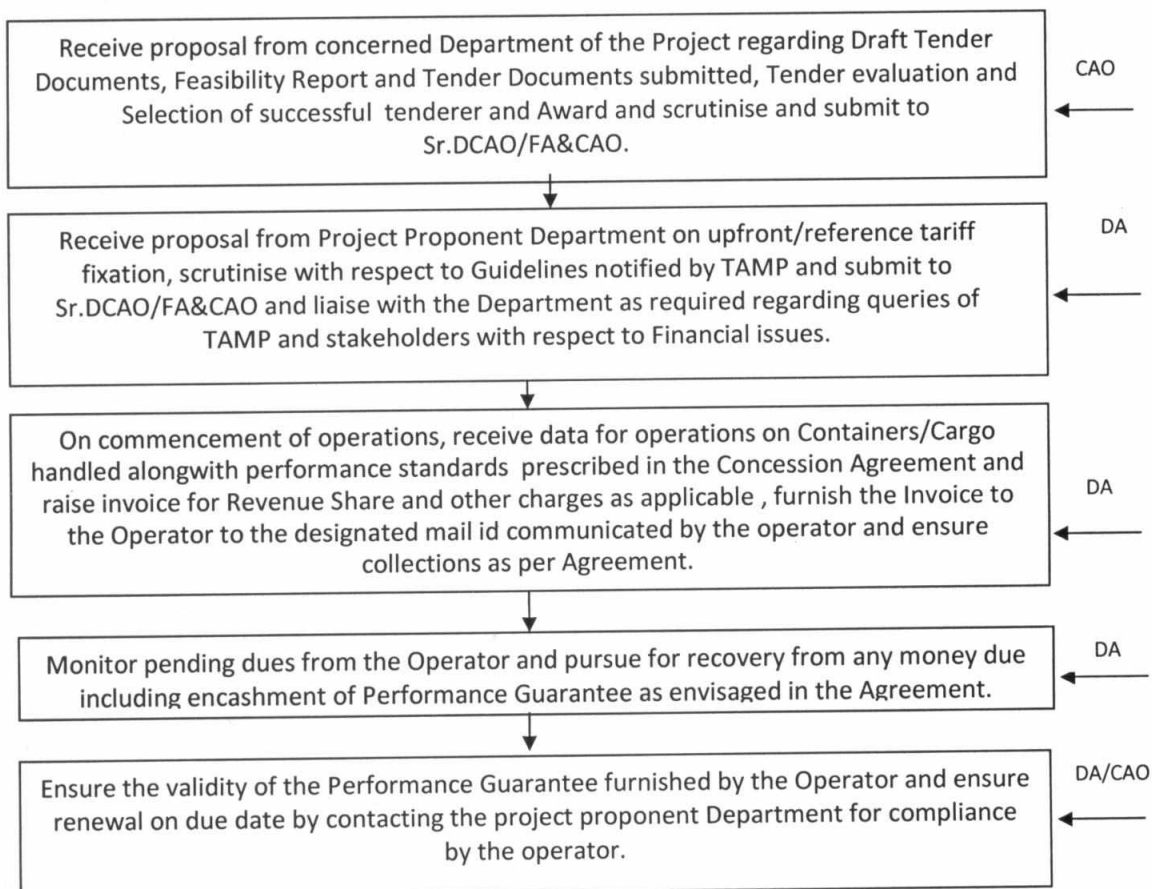 Receive proposal from concerned Department of the Project regarding Draft Tender
Documents, Feasibility Report and Tender Documents submitted, Tender evaluation and
Selection of successful tenderer and Award and scrutinise and submit to
Sr.DCAO/FA&CAO.
CAO
Receive proposal from Project Proponent Department on upfront/reference tariff
fixation, scrutinise with respect to Guidelines notified by TAMP and submit to
Sr.DCAO/FA&CAO and liaise with the Department as required regarding queries of
TAMP and stakeholders with respect to Financial issues.
DA
On commencement of operations, receive data for operations on Containers/Cargo
handled alongwith performance standards prescribed in the Concession Agreement and
raise invoice for Revenue Share and other charges as applicable , furnish the Invoice to
the Operator to the designated mail id communicated by the operator and ensure
collections as per Agreement.
DA
Monitor pending dues from the Operator and pursue for recovery from any money due
including encashment of Performance Guarantee as envisaged in the Agreement.
DA
Ensure the validity of the Performance Guarantee furnished by the Operator and ensure
renewal on due date by contacting the project proponent Department for compliance
by the operator.
DA/CAO